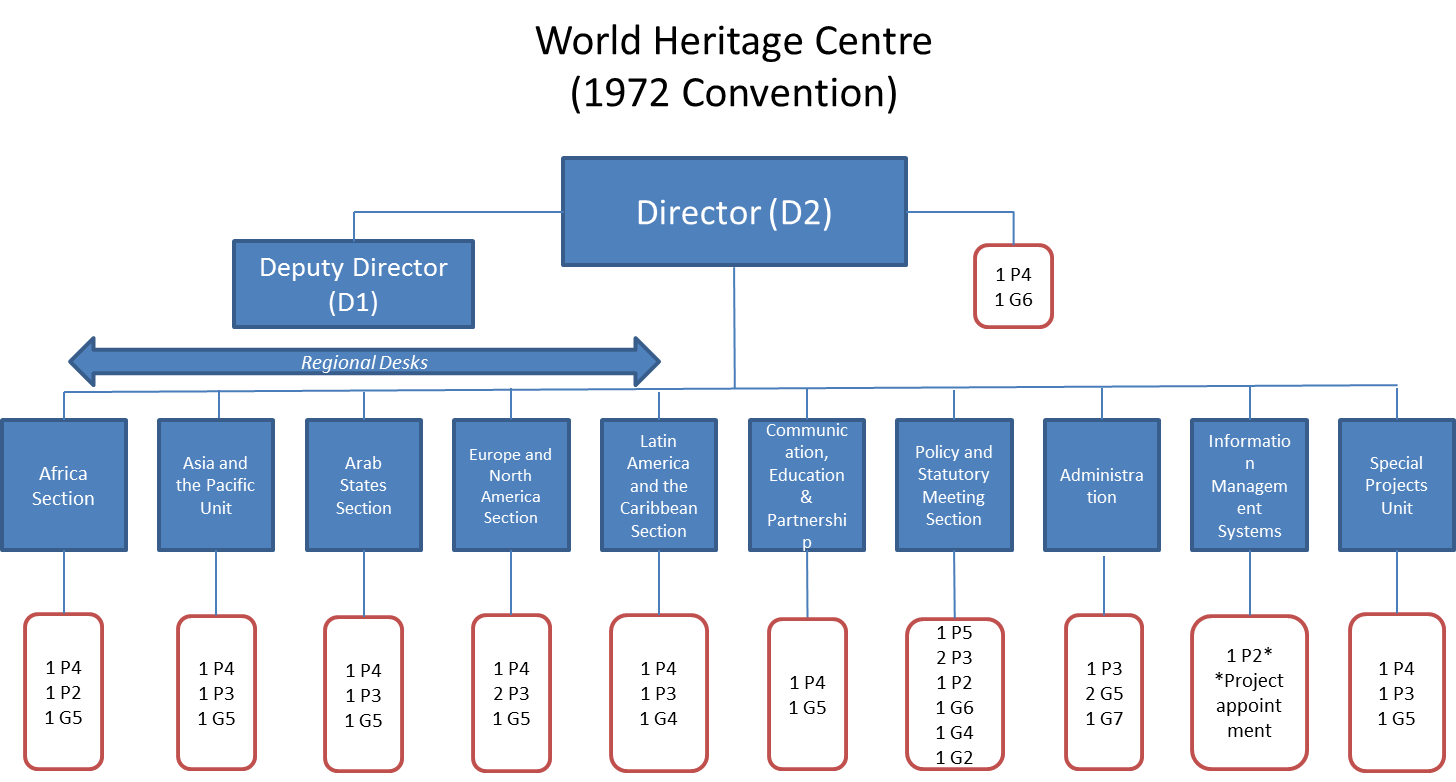 World Heritage Centre
(1972 Convention)
Director (D2)
Deputy Director
(D1)
1 P4
1 G6
Regional Desks
Africa
Section
Asia and
the Pacific
Unit
Arab
States
Section
Europe and
North
America
Section
Latin
America
and the
Caribbean
Section
Communic
ation,
Education
&
Partnershi
p
Policy and
Statutory
Meeting
Section
Administra
tion
Informatio
n
Managem
ent
Systems
Special
Projects
Unit
1 P4
1 P2
1 G5
1 P4
1 P3
1 G5
1 P4
1 P3
1 G5
1 P4
2 P3
1 G5
1 P4
1 P3
1 G4
1 P4
1 G5
1 P5
2 P3
1 P2
1 G6
1 G4
1 G2
1 P3
2 G5
1 G7
1 P2*
*Project
appoint
ment
1 P4
1 P3
1 G5